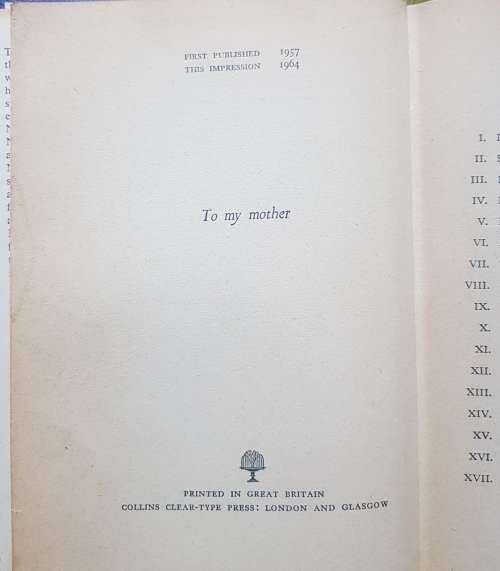 FIRST PUBLISHED 1957
THIS IMPRESSION 1964
To my mother
PRINTED IN GREAT BRITAIN
COLLINS CLEAR-TYPE PRESS: LONDON AND GLASGOW
I.
II.
III.
IV.
V.
VI.
VII.
VIII.
IX.
X.
XI.
XII.
XIII.
XIV.
XV.
XVI.
XVII.